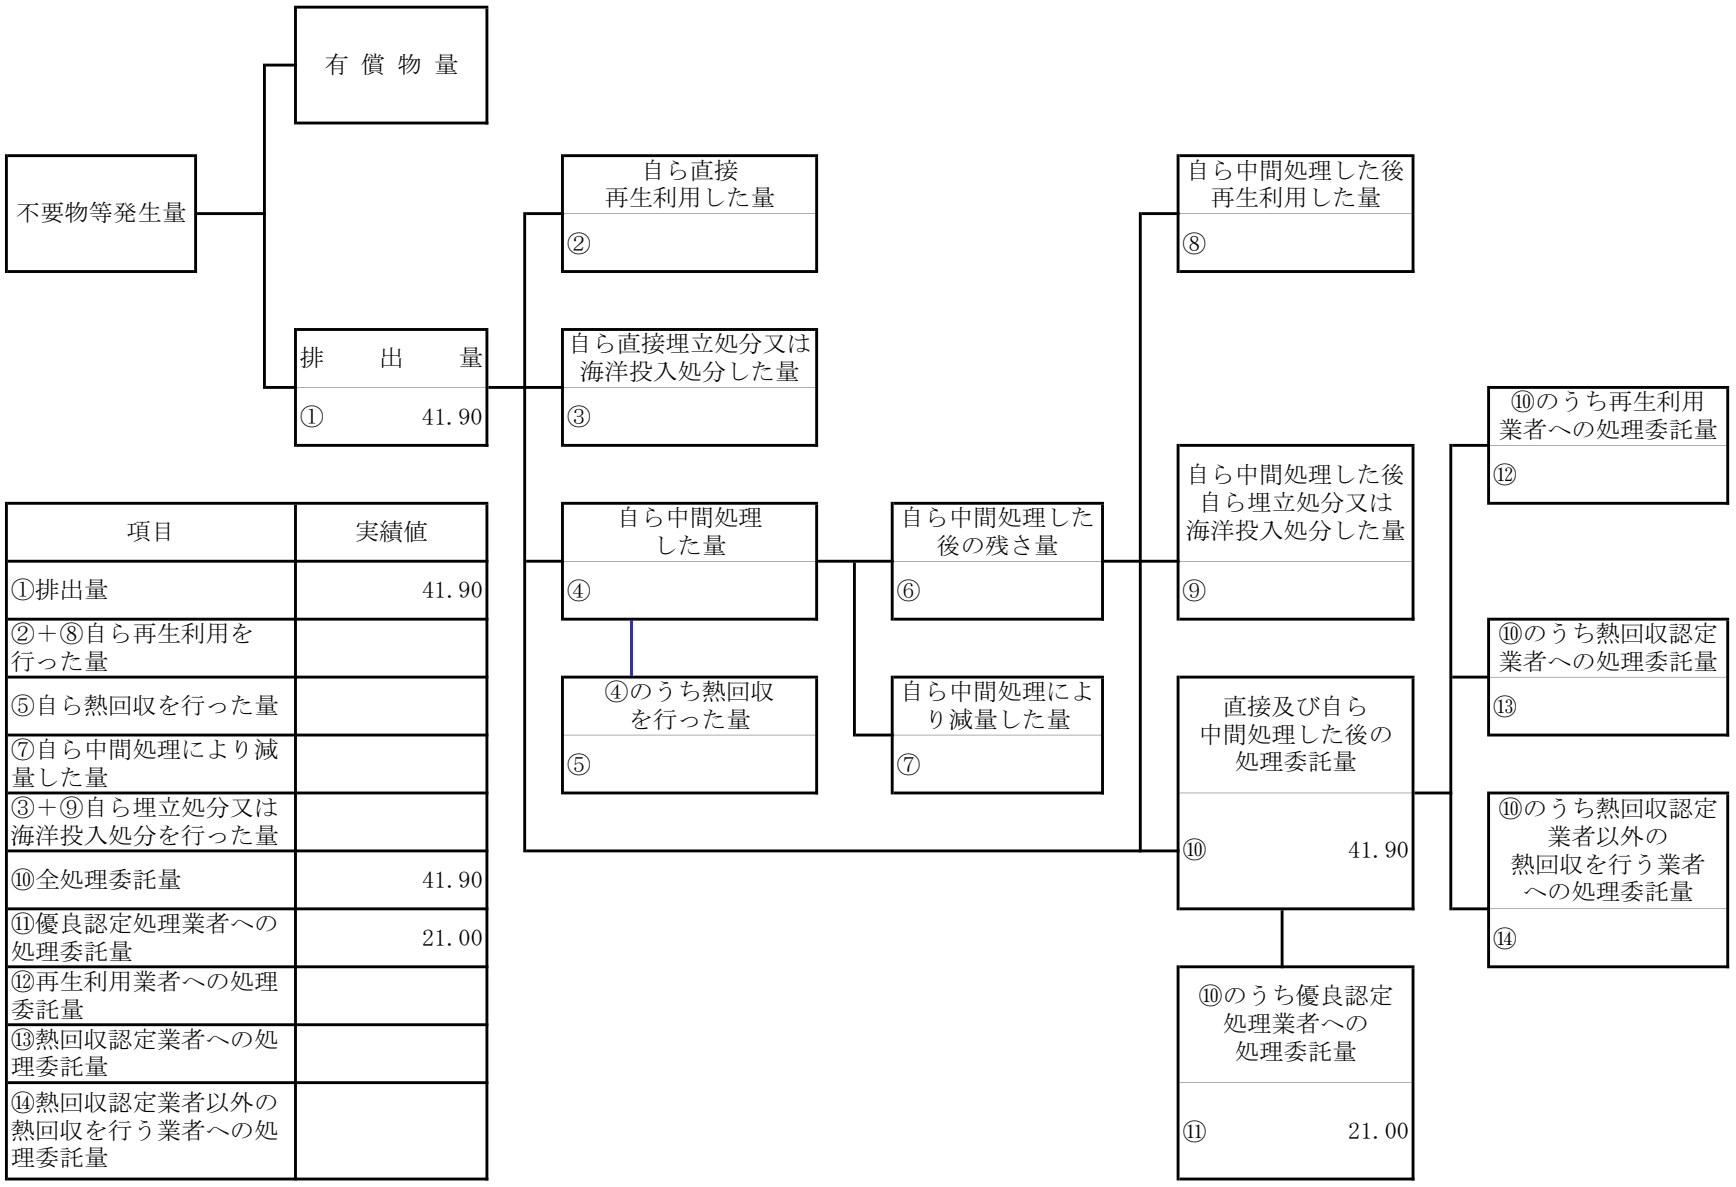 有償物量
不要物等発生量
自ら直接
再生利用した量
②
自ら中間処理した後
再生利用した量
⑧
排出量
① 41.90
自ら直接埋立処分又は
海洋投入処分した量
③
⑩のうち再生利用
業者への処理委託量
⑫
自ら中間処理した後
自ら埋立処分又は
海洋投入処分した量
⑨
自ら中間処理
した量
④
自ら中間処理した
後の残さ量
⑥
⑩のうち熱回収認定
業者への処理委託量
⑬
④のうち熱回収
を行った量
⑤
自ら中間処理によ
り減量した量
⑦
直接及び自ら
中間処理した後の
処理委託量
⑩ 41.90
⑩のうち熱回収認定
業者以外の
熱回収を行う業者
への処理委託量
⑭
⑩のうち優良認定
処理業者への
処理委託量
⑪ 21.00
項目 実績値
①排出量 41.90
②+⑧自ら再生利用を
行った量
⑤自ら熱回収を行った量
⑦自ら中間処理により減
量した量
③+⑨自ら埋立処分又は
海洋投入処分を行った量
⑩全処理委託量 41.90
⑪優良認定処理業者への
処理委託量 21.00
⑫再生利用業者への処理
委託量
⑬熱回収認定業者への処
理委託量
⑭熱回収認定業者以外の
熱回収を行う業者への処
理委託量